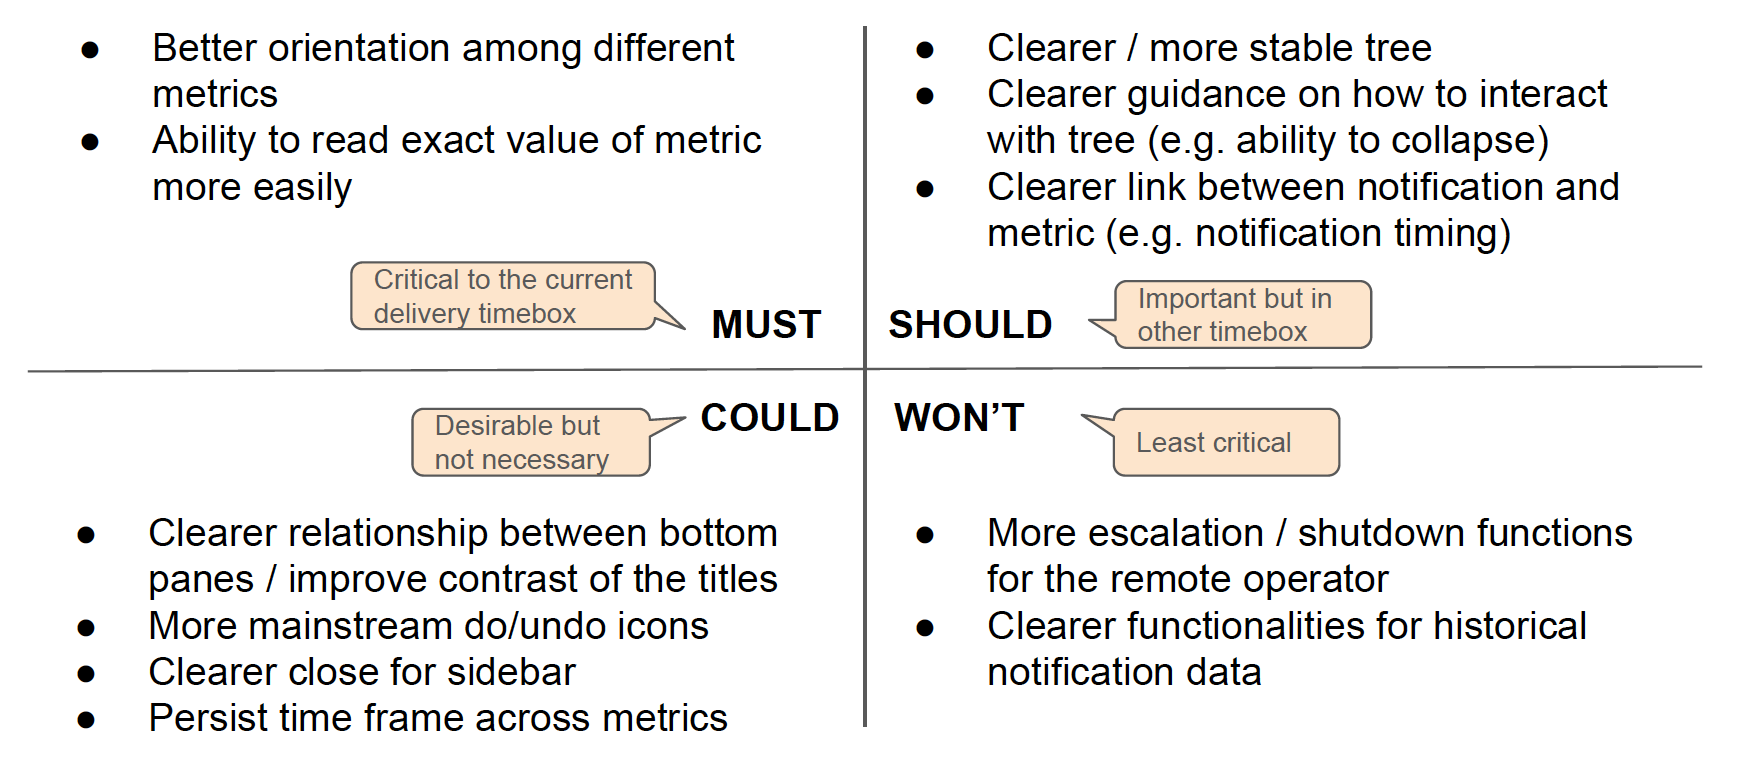 ● Better orientation among different
metrics
● Ability to read exact value of metric
more easily
Critical to the current
delivery timebox
MUST
● Clearer / more stable tree
● Clearer guidance on how to interact
with tree (e.g. ability to collapse)
● Clearer link between notification and
metric (e.g. notification timing)
SHOULD
Important but in
other timebox
Desirable but
not necessary
COULD
● Clearer relationship between bottom
panes / improve contrast of the titles
● More mainstream do/undo icons
● Clearer close for sidebar
● Persist time frame across metrics
WON’T
Least critical
● More escalation / shutdown functions
for the remote operator
● Clearer functionalities for historical
notification data